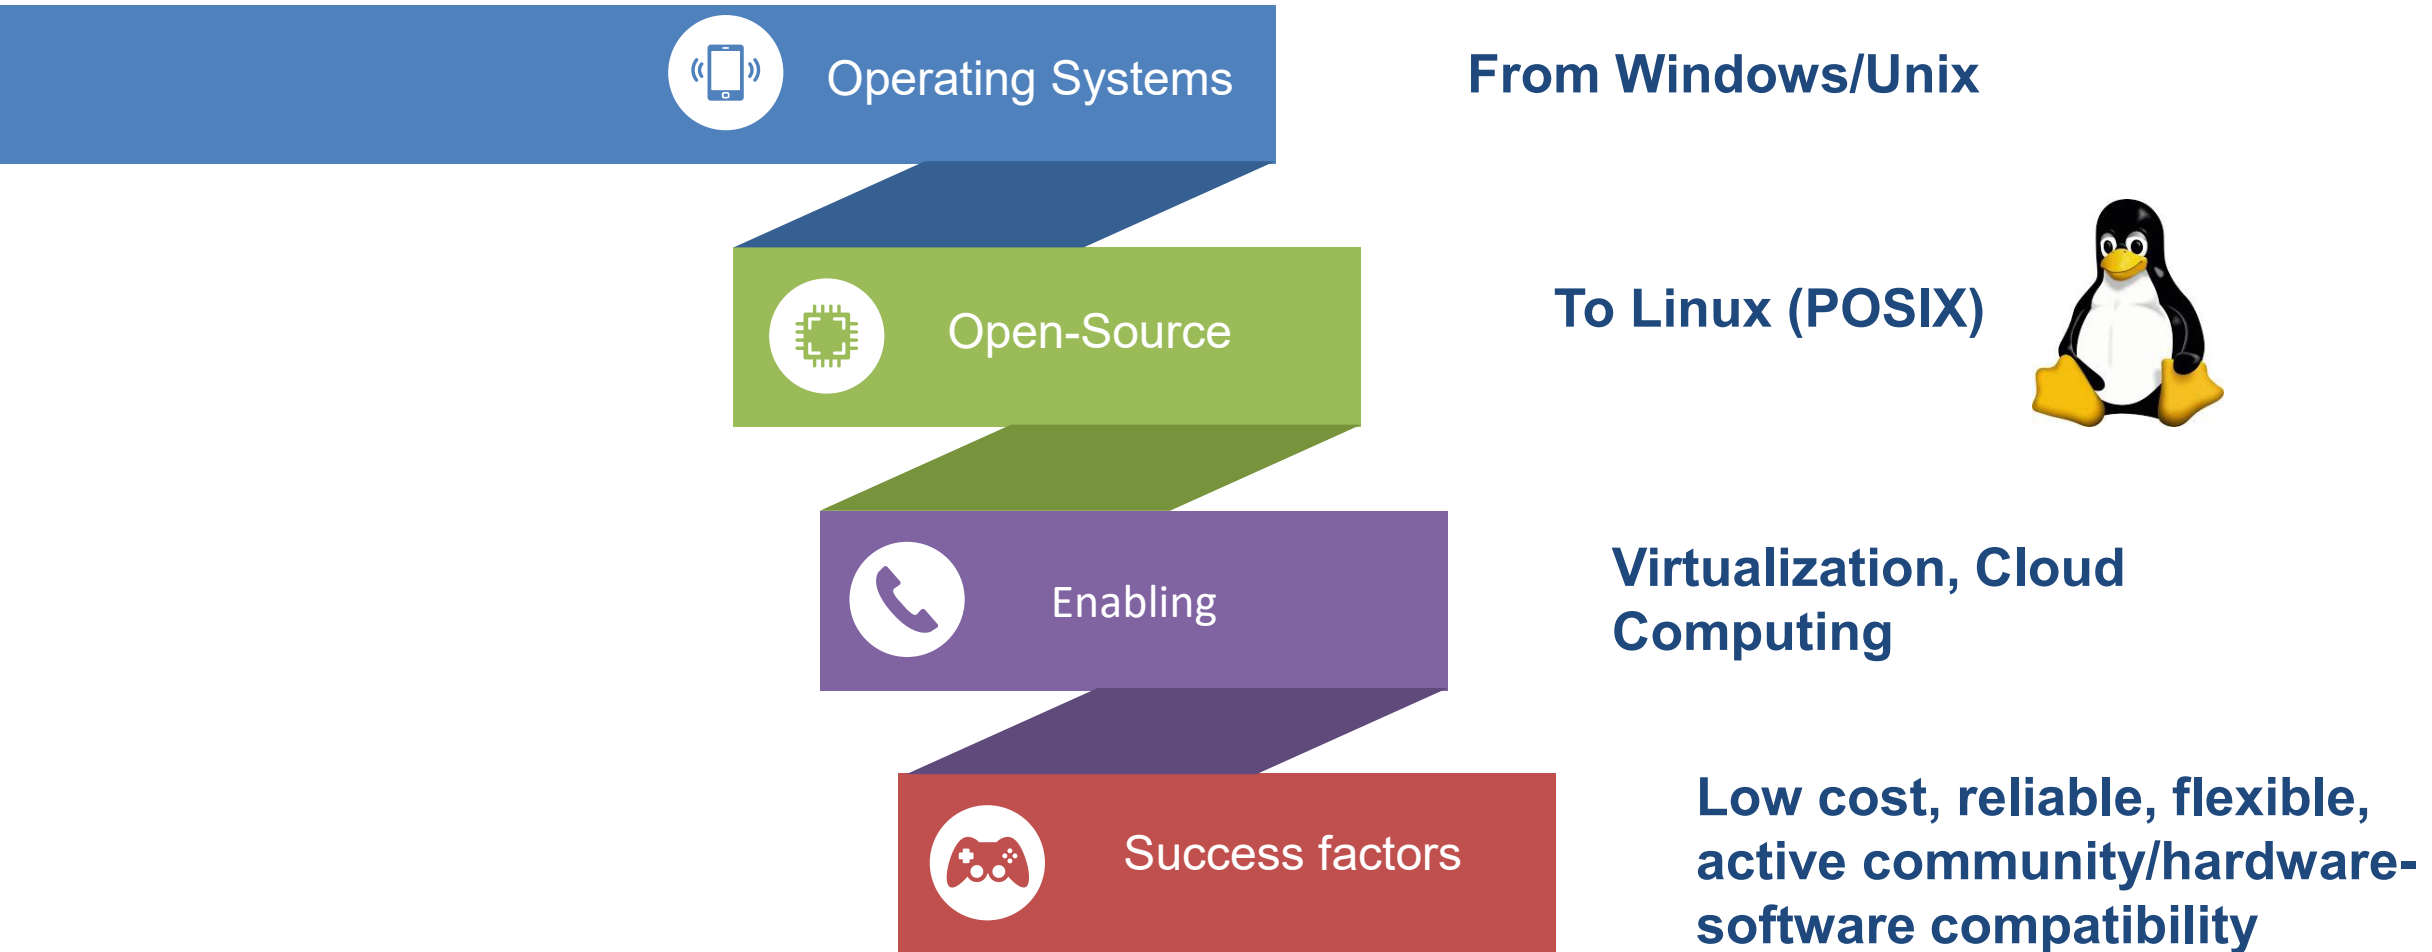 Operating Systems
From Windows/Unix
Open-Source
To Linux (POSIX)
Enabling
Virtualization, Cloud
Computing
Success factors
Low cost, reliable, flexible,
active community/hardware-
software compatibility